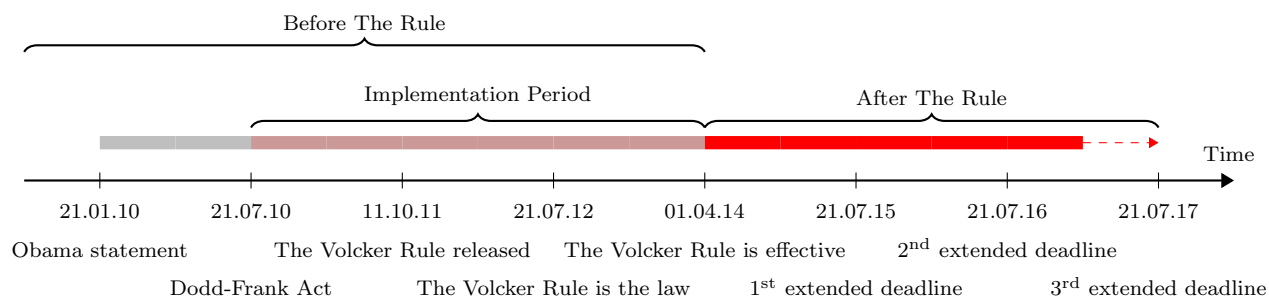 Before The Rule
Implementation Period
After The Rule
Time
21.01.10 21.07.10 11.10.11 21.07.12 01.04.14 21.07.15 21.07.16 21.07.17
Obama statement The Volcker Rule released The Volcker Rule is effective 2nd extended deadline
Dodd-Frank Act The Volcker Rule is the law 1st extended deadline 3rd extended deadline